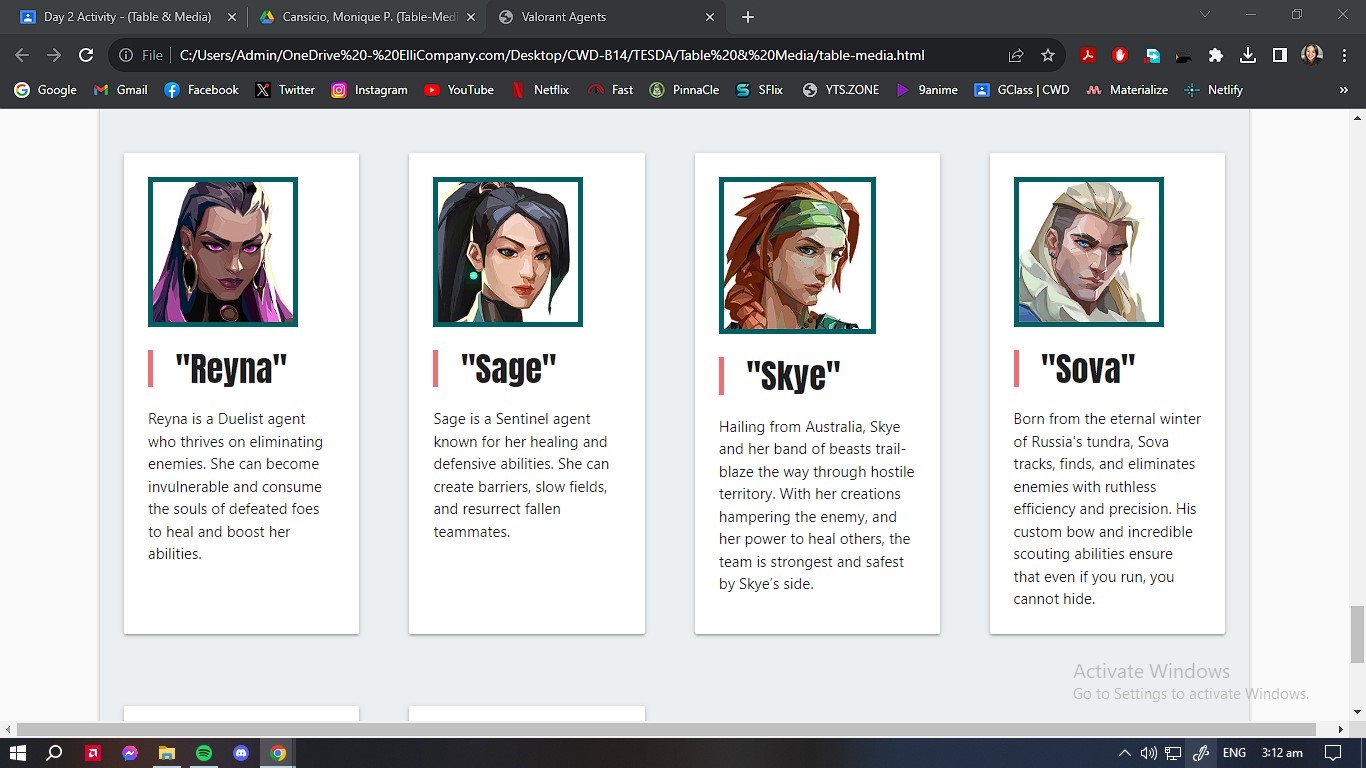 Day 2 Activity - (Table & Media)
Cansicio, Monique P. (Table-Med
Valorant Agents
File
C:/Users/Admin/OneDrive%20-%20ElliCompany.com/Desktop/CWD-B14/TESDA/Table%20&%20Media/table-media.html
Google Gmail Facebook Twitter Instagram YouTube Netflix Fast PinnaCle SFlix YTS.ZONE 9anime GClass | CWD Materialize Netlify »
"Reyna"
Reyna is a Duelist agent
who thrives on eliminating
enemies. She can become
invulnerable and consume
the souls of defeated foes
to heal and boost her
abilities.
"Sage"
Sage is a Sentinel agent
known for her healing and
defensive abilities. She can
create barriers, slow fields,
and resurrect fallen
teammates.
"Skye"
Hailing from Australia, Skye
and her band of beasts trail-
blaze the way through hostile
territory. With her creations
hampering the enemy, and
her power to heal others, the
team is strongest and safest
by Skye's side.
"Sova"
Born from the eternal winter
of Russia's tundra, Sova
tracks, finds, and eliminates
enemies with ruthless
efficiency and precision. His
custom bow and incredible
scouting abilities ensure
that even if you run, you
cannot hide.
Activate Windows
Go to Settings to activate Windows.
ENG 3:12 am